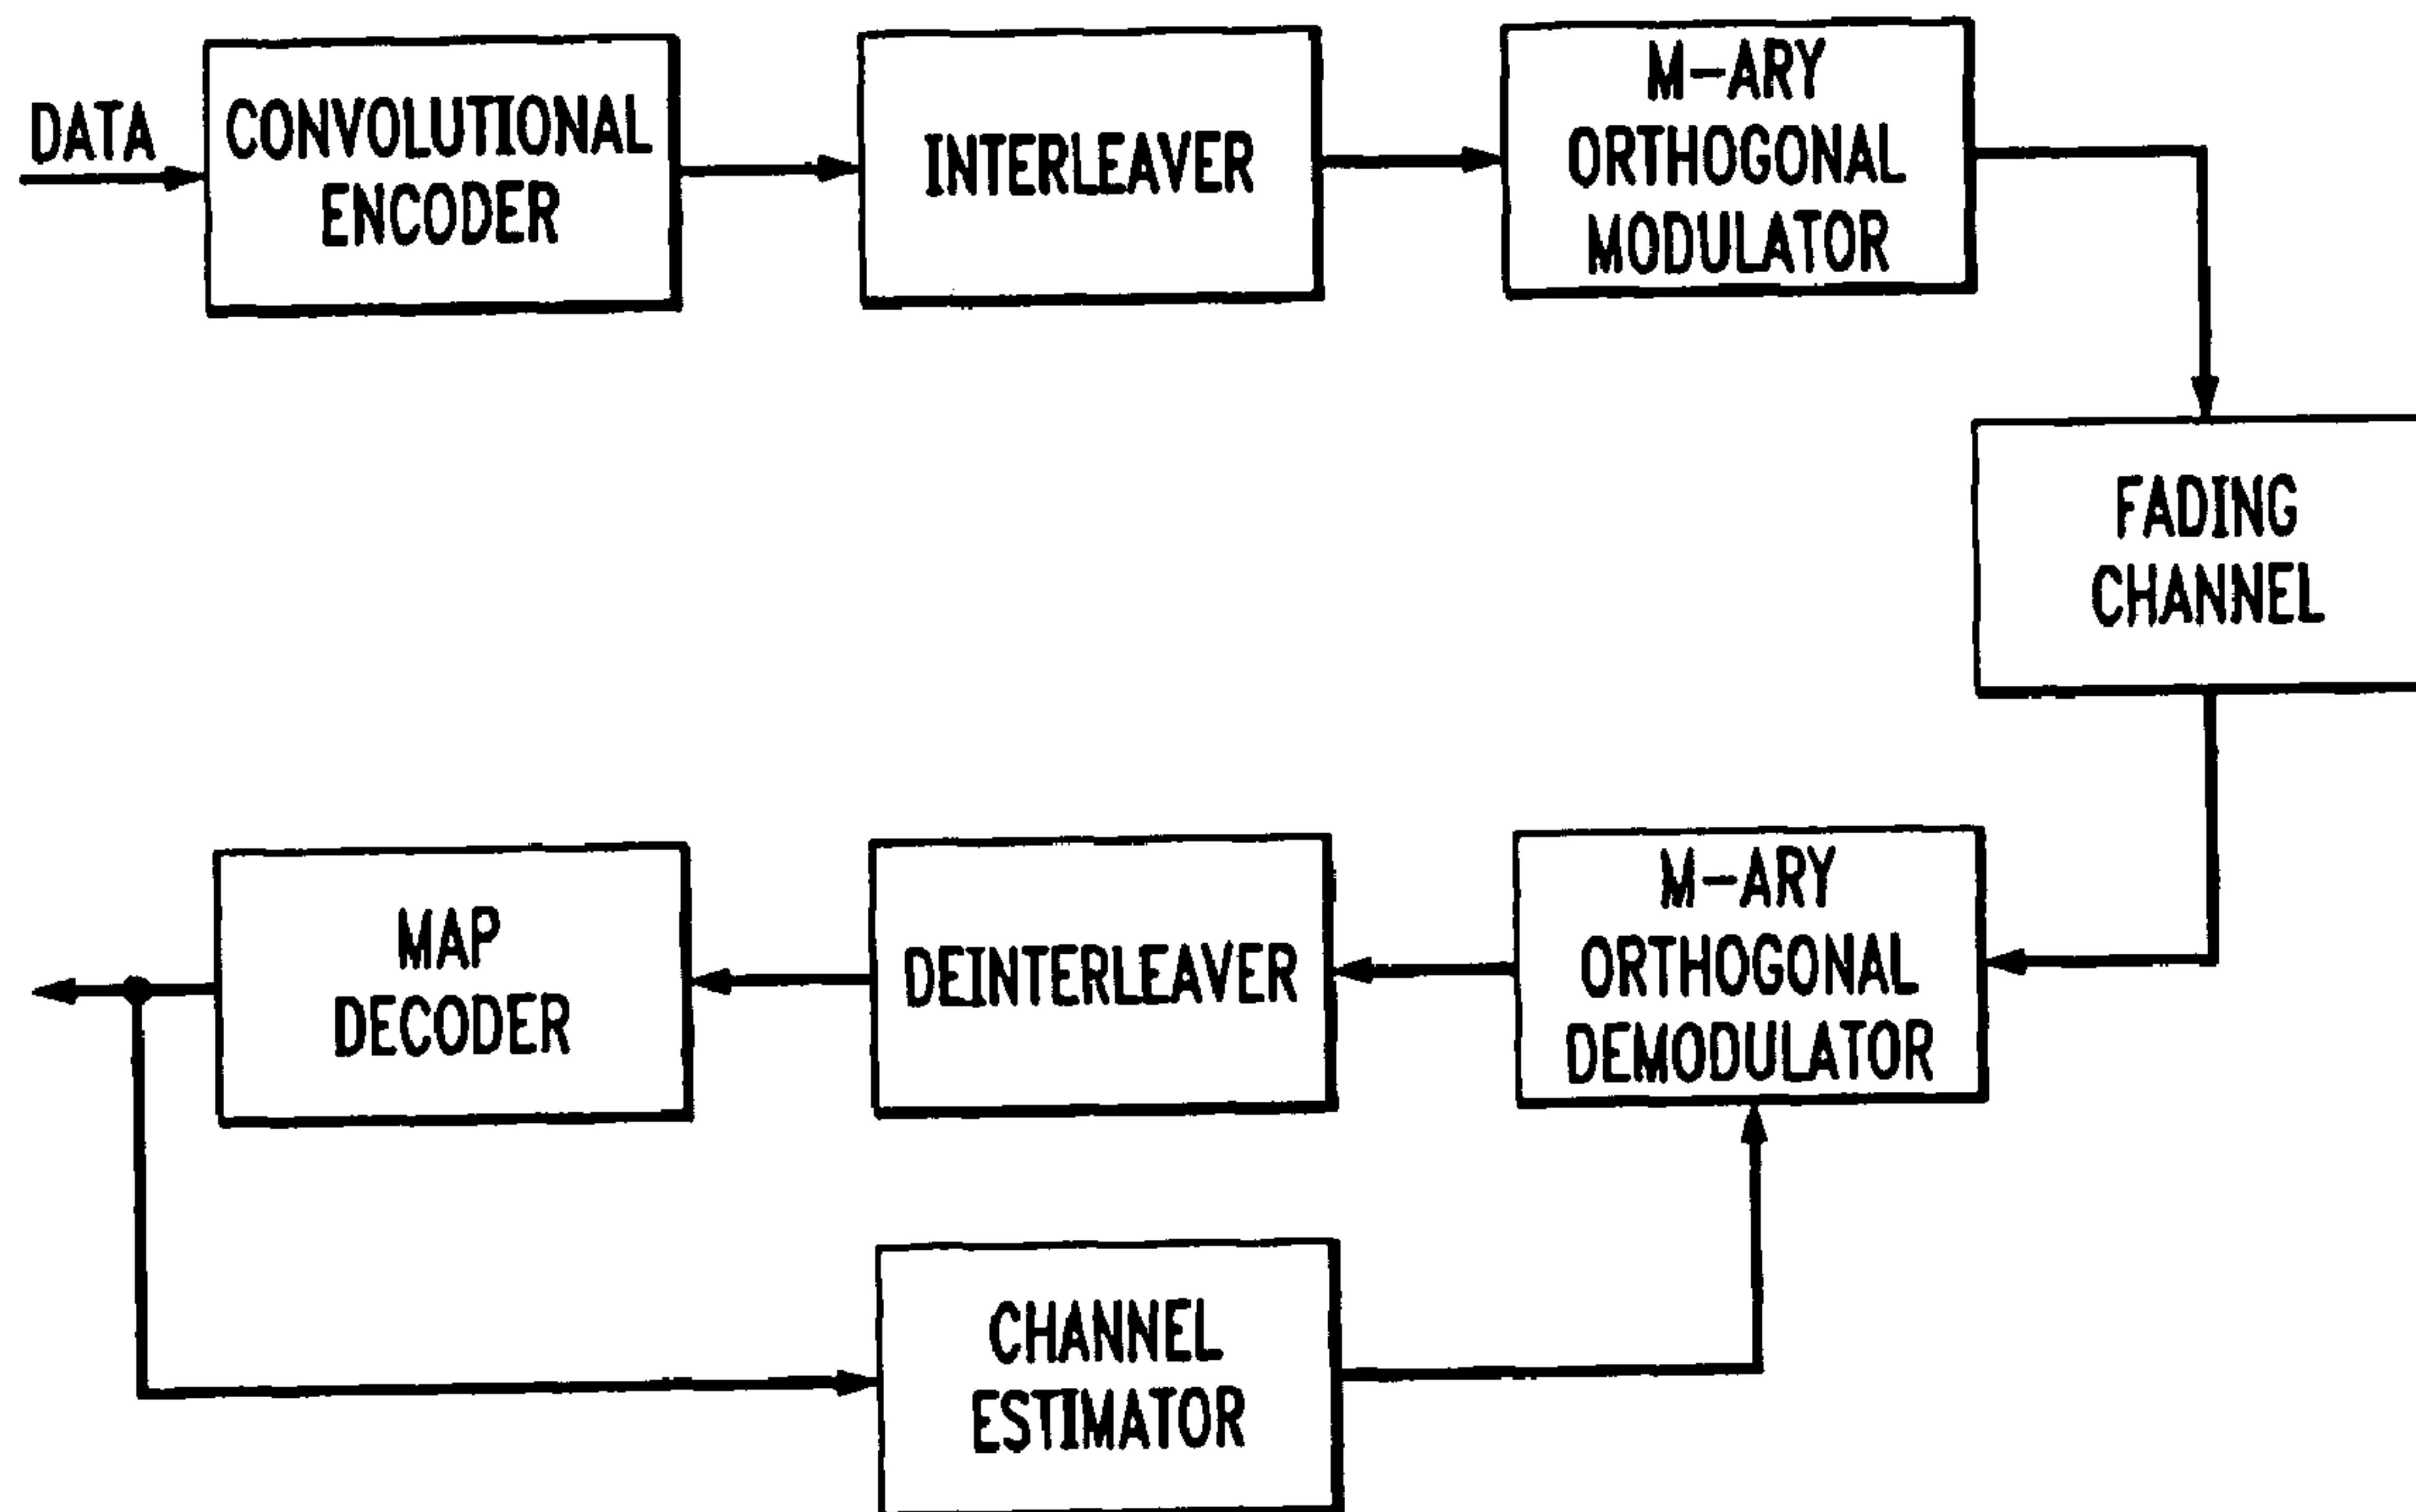 DATA
CONVOLUTIONAL
ENCODER
INTERLEAVER
M-ARY
ORTHOGONAL
MODULATOR
FADING
CHANNEL
M-ARY
ORTHOGONAL
DEMODULATOR
DEINTERLEAVER
MAP
DECODER
CHANNEL
ESTIMATOR